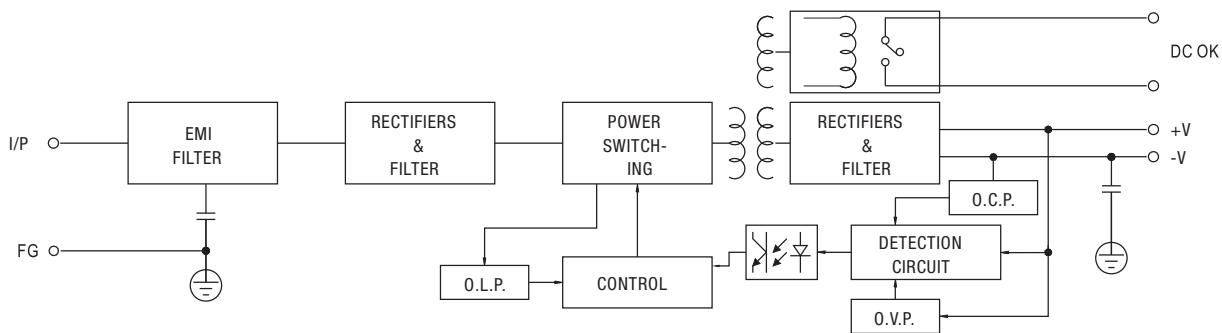 DC OK
I/P
EMI
FILTER
RECTIFIERS
&
FILTER
POWER
SWITCH-
ING
RECTIFIERS
&
FILTER
+V
-V
O.C.P.
FG
O.L.P.
CONTROL
DETECTION
CIRCUIT
O.V.P.